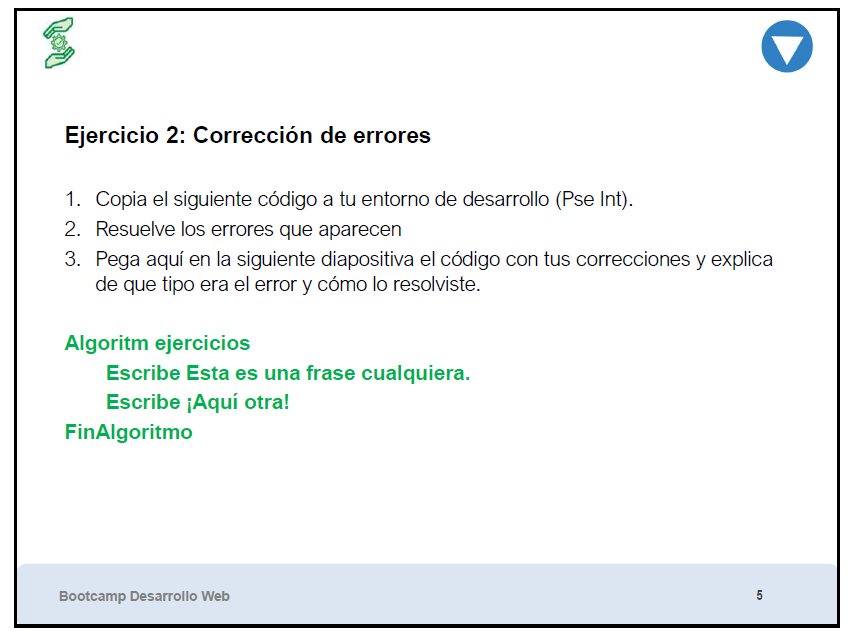 Ejercicio 2: Corrección de errores
1. Copia el siguiente código a tu entorno de desarrollo (Pse Int).
2. Resuelve los errores que aparecen
3. Pega aquí en la siguiente diapositiva el código con tus correcciones y explica
de que tipo era el error y cómo lo resolviste.
Algoritm ejercicios
Escribe Esta es una frase cualquiera.
Escribe ¡Aquí otra!
FinAlgoritmo
Bootcamp Desarrollo Web
5